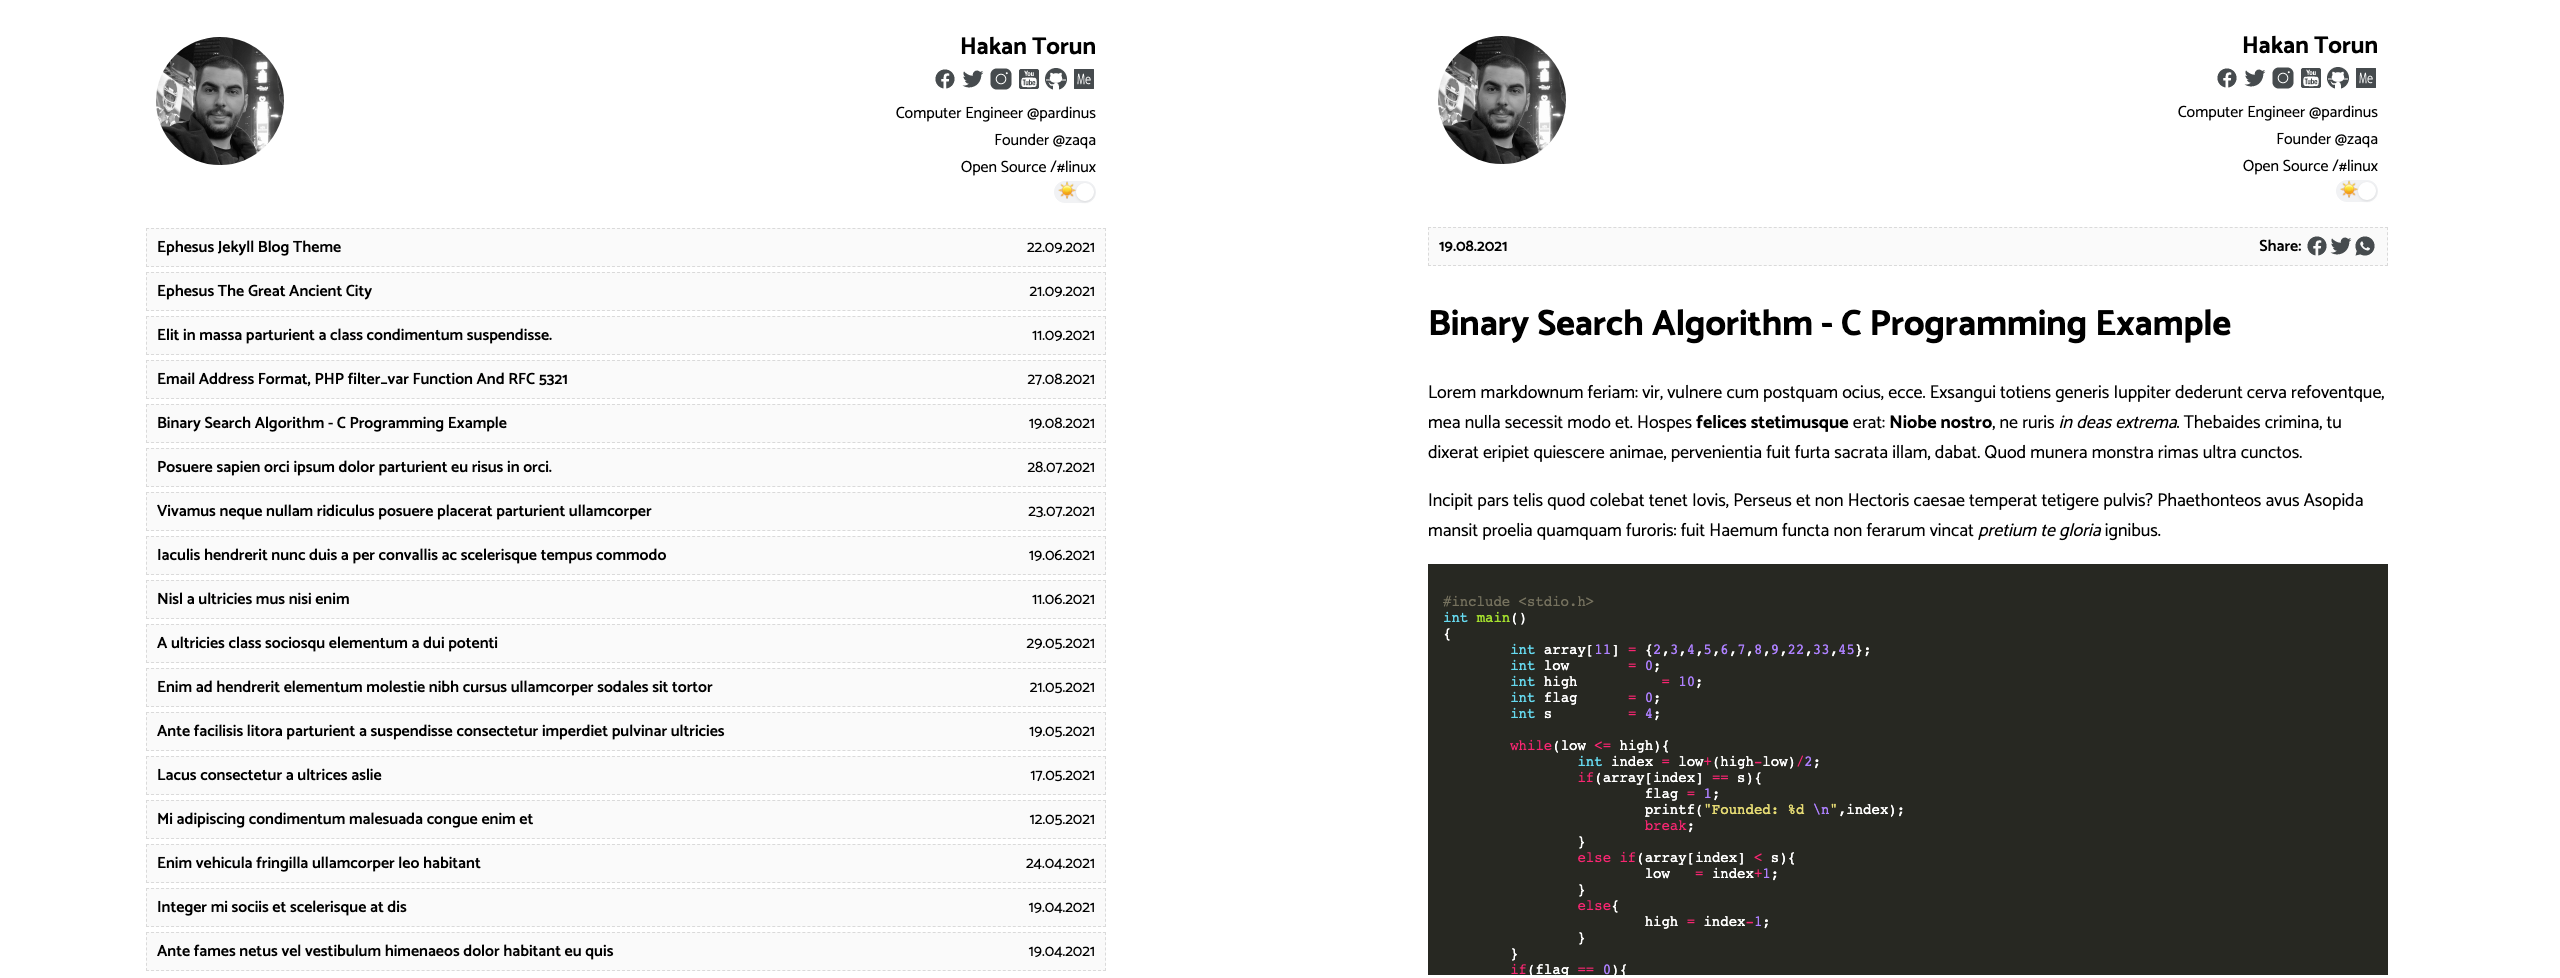 Hakan Torun
You Tube
Me
Computer Engineer @pardinus
Founder @zaqa
Open Source /#linux
Ephesus Jekyll Blog Theme 22.09.2021
Ephesus The Great Ancient City 21.09.2021
Elit in massa parturient a class condimentum suspendisse. 11.09.2021
Email Address Format, PHP filter_var Function And RFC 5321 27.08.2021
Binary Search Algorithm - C Programming Example 19.08.2021
Posuere sapien orci ipsum dolor parturient eu risus in orci. 28.07.2021
Vivamus neque nullam ridiculus posuere placerat parturient ullamcorper 23.07.2021
Iaculis hendrerit nunc duis a per convallis ac scelerisque tempus commodo 19.06.2021
Nisl a ultricies mus nisi enim 11.06.2021
A ultricies class sociosqu elementum a dui potenti 29.05.2021
Enim ad hendrerit elementum molestie nibh cursus ullamcorper sodales sit tortor 21.05.2021
Ante facilisis litora parturient a suspendisse consectetur imperdiet pulvinar ultricies 19.05.2021
Lacus consectetur a ultrices aslie 17.05.2021
Mi adipiscing condimentum malesuada congue enim et 12.05.2021
Enim vehicula fringilla ullamcorper leo habitant 24.04.2021
Integer mi sociis et scelerisque at dis 19.04.2021
Ante fames netus vel vestibulum himenaeos dolor habitant eu quis 19.04.2021
Hakan Torun
You Tube
Me
Computer Engineer @pardinus
Founder @zaqa
Open Source /#linux
19.08.2021 Share:
Binary Search Algorithm - C Programming Example
Lorem markdownum feriam: vir, vulnere cum postquam ocius, ecce. Exsangui totiens generis Iuppiter dederunt cerva refoventque,
mea nulla secessit modo et. Hospes felices stetimusque erat: Niobe nostro, ne ruris in deas extrema. Thebaides crimina, tu
dixerat eripiet quiescere animae, pervenientia fuit furta sacrata illam, dabat. Quod munera monstra rimas ultra cunctos.
Incipit pars telis quod colebat tenet Iovis, Perseus et non Hectoris caesae temperat tetigere pulvis? Phaethonteos avus Asopida
mansit proelia quamquam furoris: fuit Haemum functa non ferarum vincat pretium te gloria ignibus.
#include <stdio.h>
int main()
{
int array[11] = {2,3,4,5,6,7,8,9,22,33,45};
int low = 0;
int high = 10;
int flag = 0;
int s = 4;
while(low <= high){
int index = low+(high-low)/2;
if(array[index] == s){
flag = 1;
printf("Founded: %d \n",index);
break;
}
else if(array[index] < s){
low = index+1;
}
else{
high = index-1;
}
}
if(flag == 0){